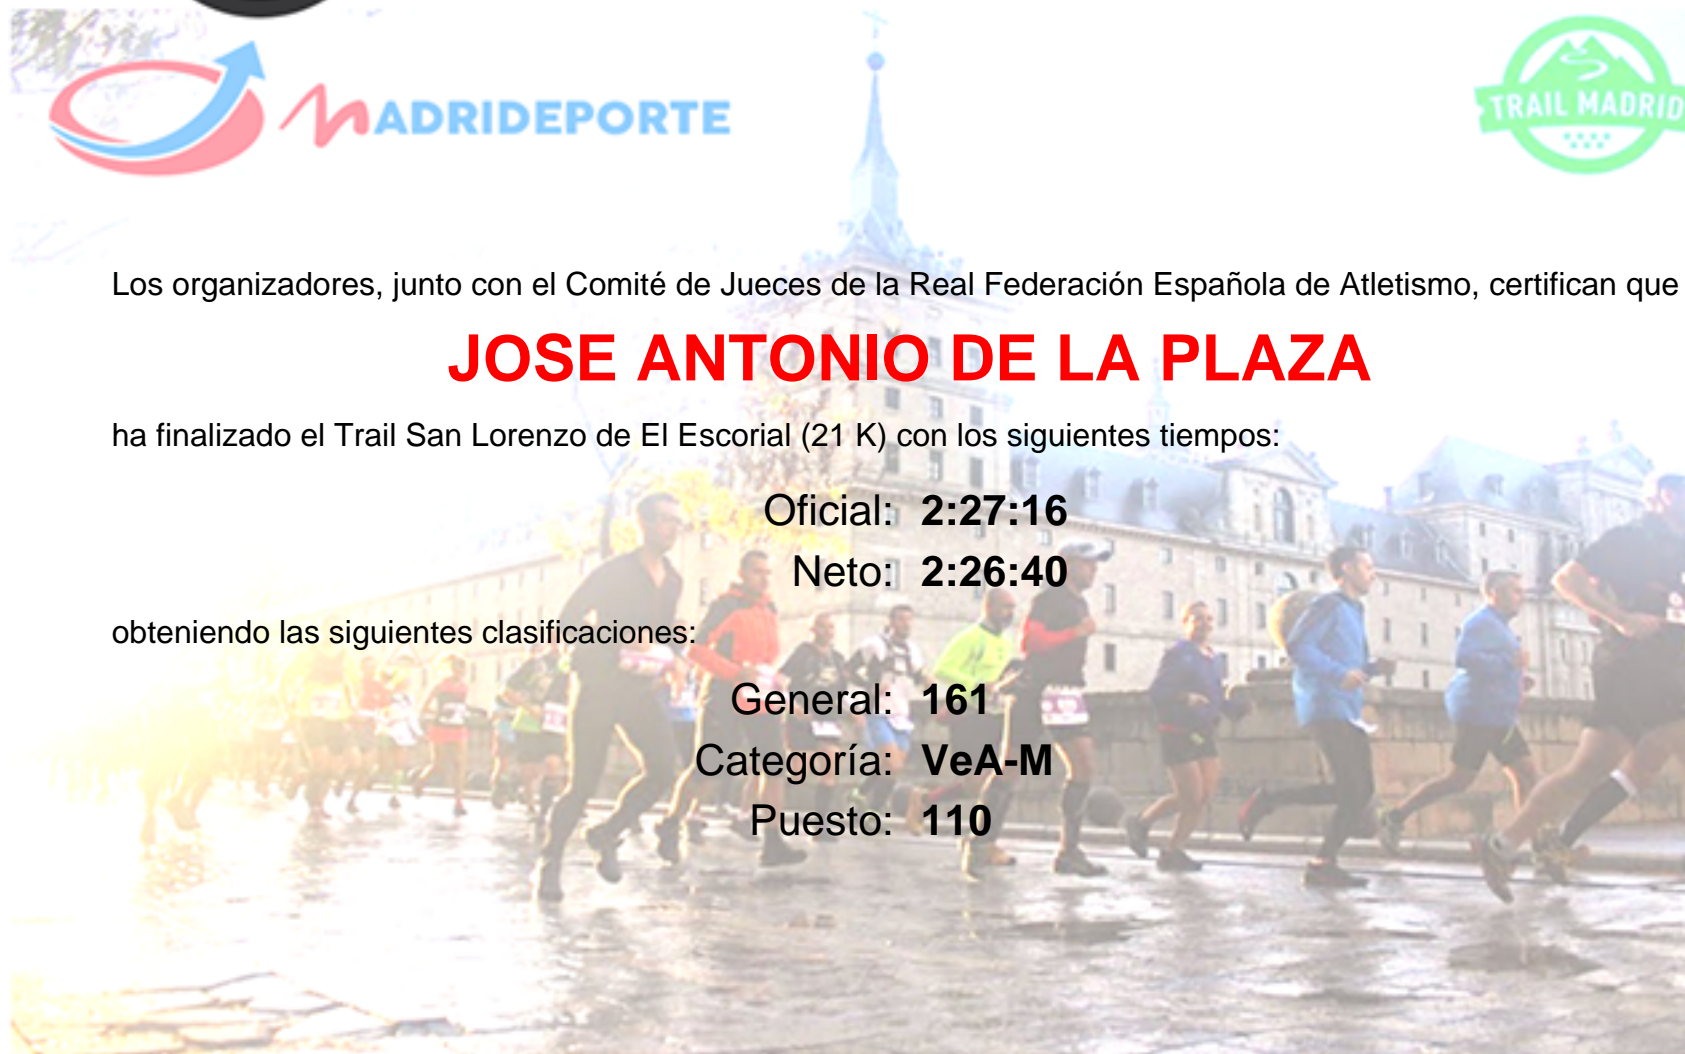 MADRIDEPORTE
TRAIL MADRID
Los organizadores, junto con el Comité de Jueces de la Real Federación Española de Atletismo, certifican que
JOSE ANTONIO DE LA PLAZA
ha finalizado el Trail San Lorenzo de El Escorial (21 K) con los siguientes tiempos:
Oficial: 2:27:16
Neto: 2:26:40
obteniendo las siguientes clasificaciones:
General: 161
Categoría: VeA-M
Puesto: 110